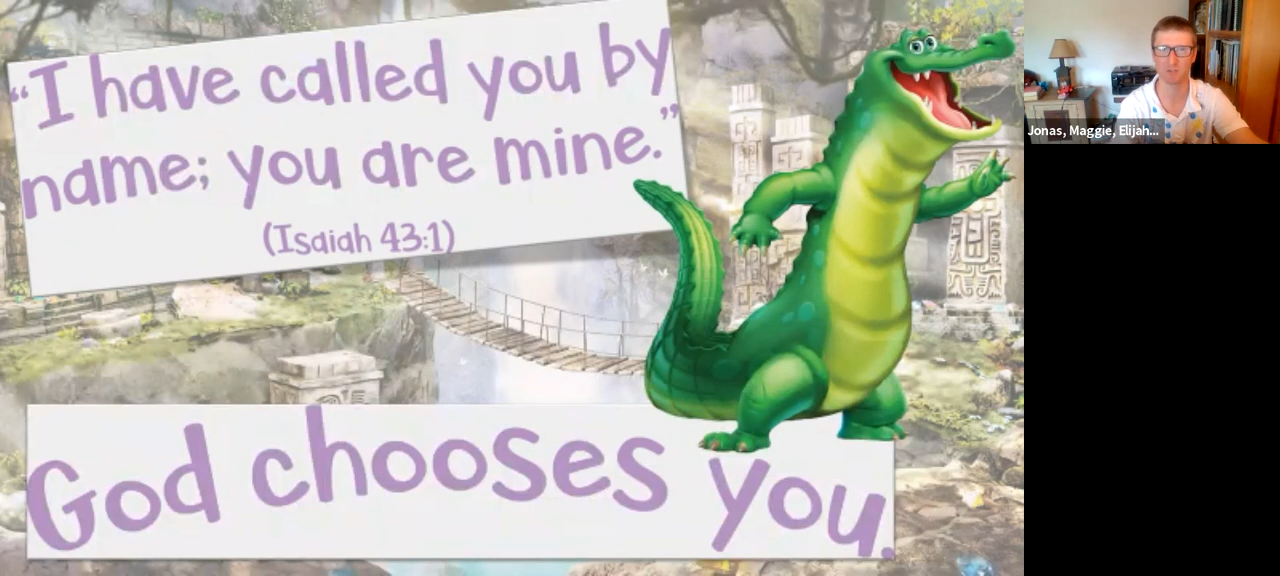 “I have called you by
name; you are mine.”
(Isaiah 43:1)
God chooses you.
Jonas, Maggie, Elijah...